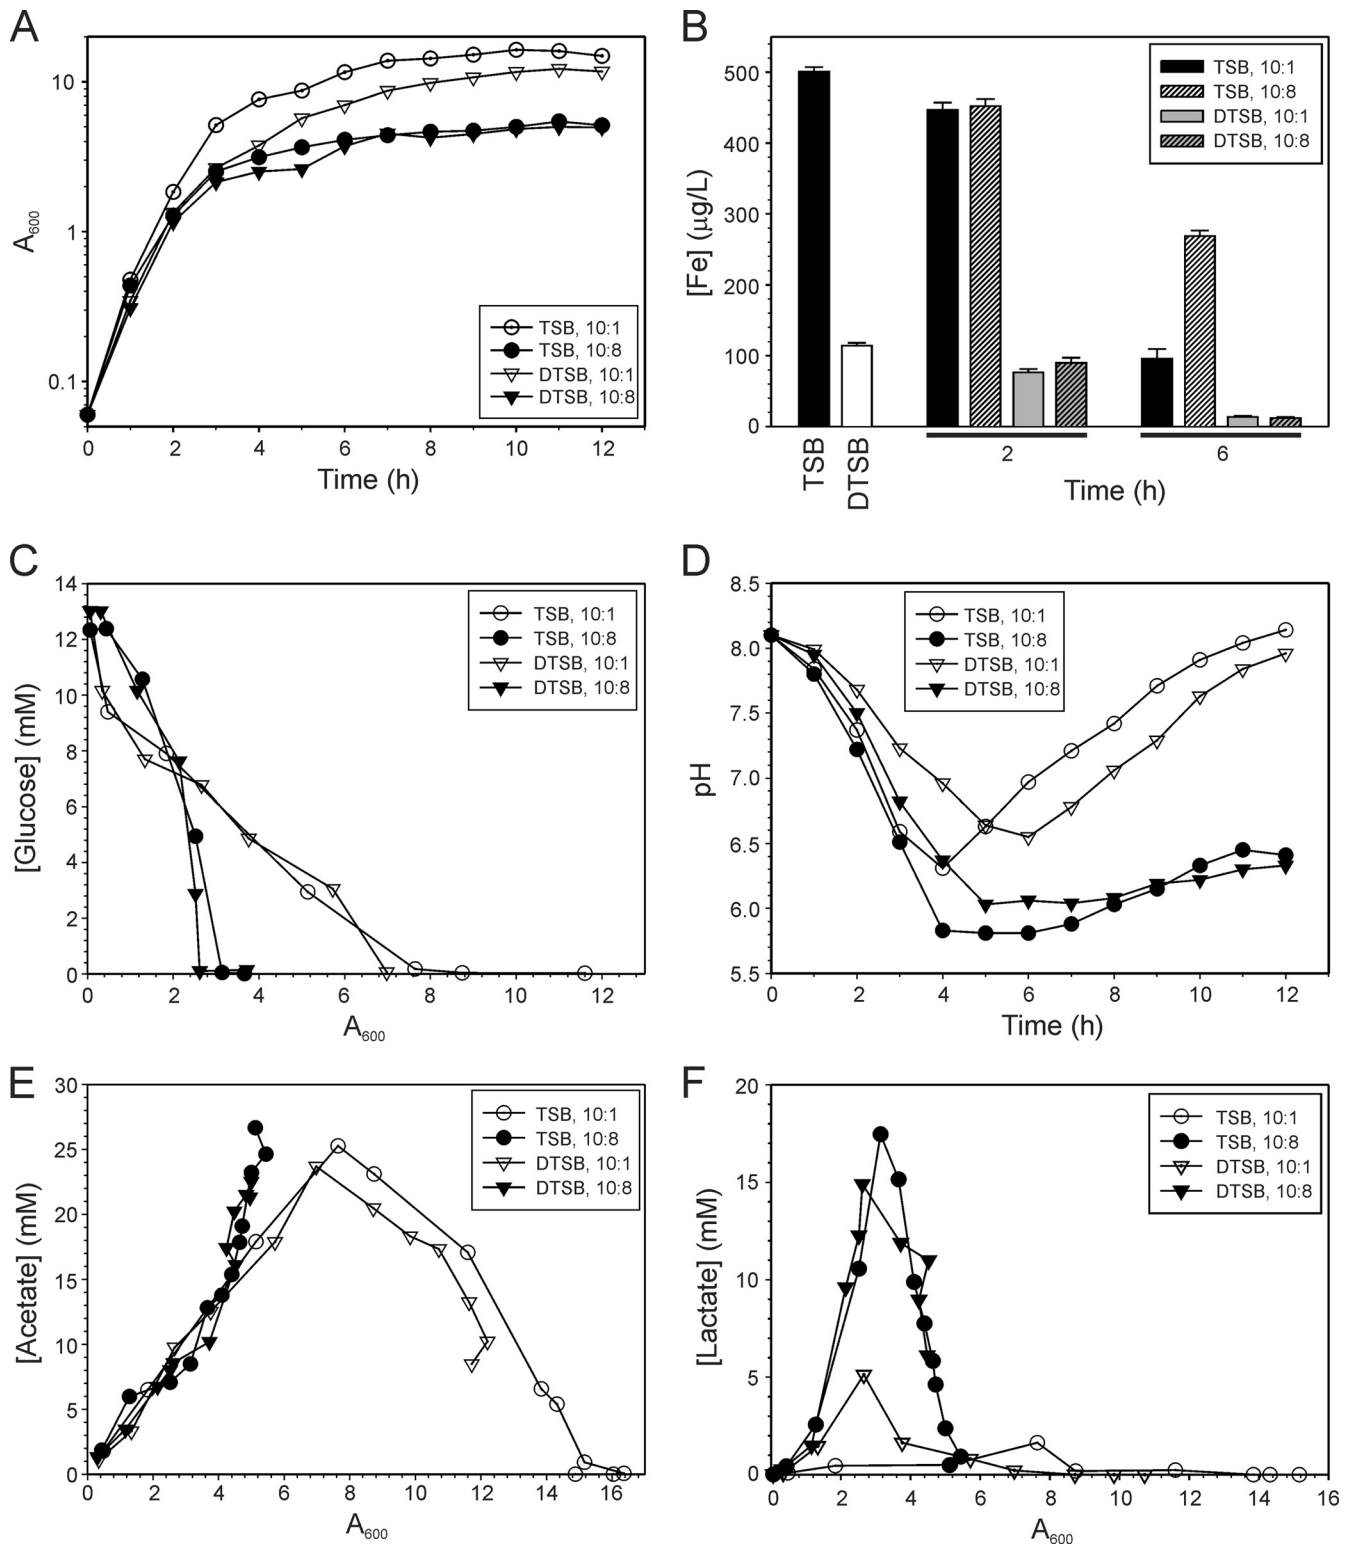 A
10
1
0.1
A600
0 2 4 6 8 10 12
Time (h)
TSB, 10:1
TSB, 10:8
DTSB, 10:1
DTSB, 10:8
B
500
400
300
200
100
0
[Fe] (μg/L)
TSB
DTSB
2
6
Time (h)
TSB, 10:1
TSB, 10:8
DTSB, 10:1
DTSB, 10:8
C
14
12
10
8
6
4
2
0
[Glucose] (mM)
0 2 4 6 8 10 12
A600
TSB, 10:1
TSB, 10:8
DTSB, 10:1
DTSB, 10:8
D
8.5
8.0
7.5
7.0
6.5
6.0
5.5
pH
0 2 4 6 8 10 12
Time (h)
TSB, 10:1
TSB, 10:8
DTSB, 10:1
DTSB, 10:8
E
30
25
20
15
10
5
0
[Acetate] (mM)
0 2 4 6 8 10 12 14 16
A600
TSB, 10:1
TSB, 10:8
DTSB, 10:1
DTSB, 10:8
F
20
15
10
5
0
[Lactate] (mM)
0 2 4 6 8 10 12 14 16
A600
TSB, 10:1
TSB, 10:8
DTSB, 10:1
DTSB, 10:8